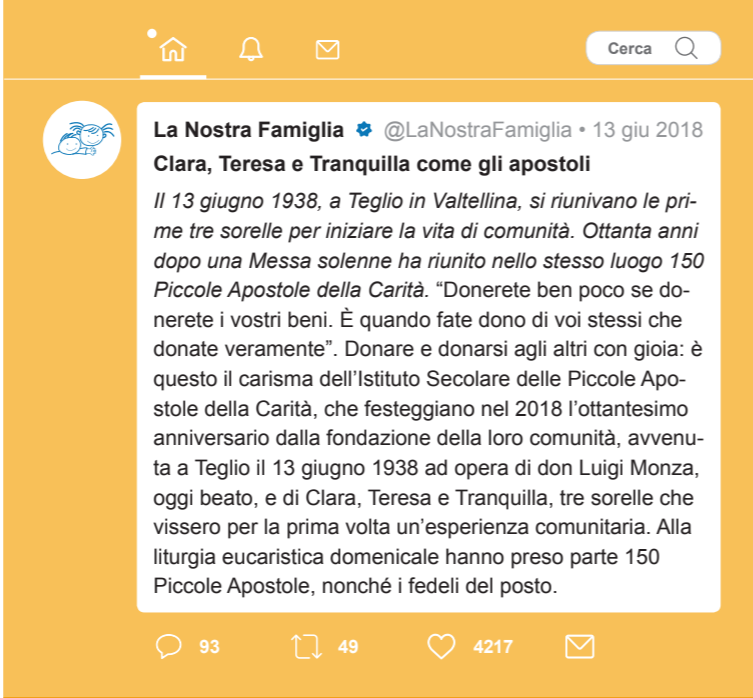 Cerca
La Nostra Famiglia @LaNostraFamiglia • 13 giu 2018
Clara, Teresa e Tranquilla come gli apostoli
Il 13 giugno 1938, a Teglio in Valtellina, si riunivano le pri-
me tre sorelle per iniziare la vita di comunità. Ottanta anni
dopo una Messa solenne ha riunito nello stesso luogo 150
Piccole Apostole della Carità. “Donerete ben poco se do-
nerete i vostri beni. È quando fate dono di voi stessi che
donate veramente”. Donare e donarsi agli altri con gioia: è
questo il carisma dell’Istituto Secolare delle Piccole Apo-
stole della Carità, che festeggiano nel 2018 l’ottantesimo
anniversario dalla fondazione della loro comunità, avvenu-
ta a Teglio il 13 giugno 1938 ad opera di don Luigi Monza,
oggi beato, e di Clara, Teresa e Tranquilla, tre sorelle che
vissero per la prima volta un’esperienza comunitaria. Alla
liturgia eucaristica domenicale hanno preso parte 150
Piccole Apostole, nonché i fedeli del posto.
93 49 4217